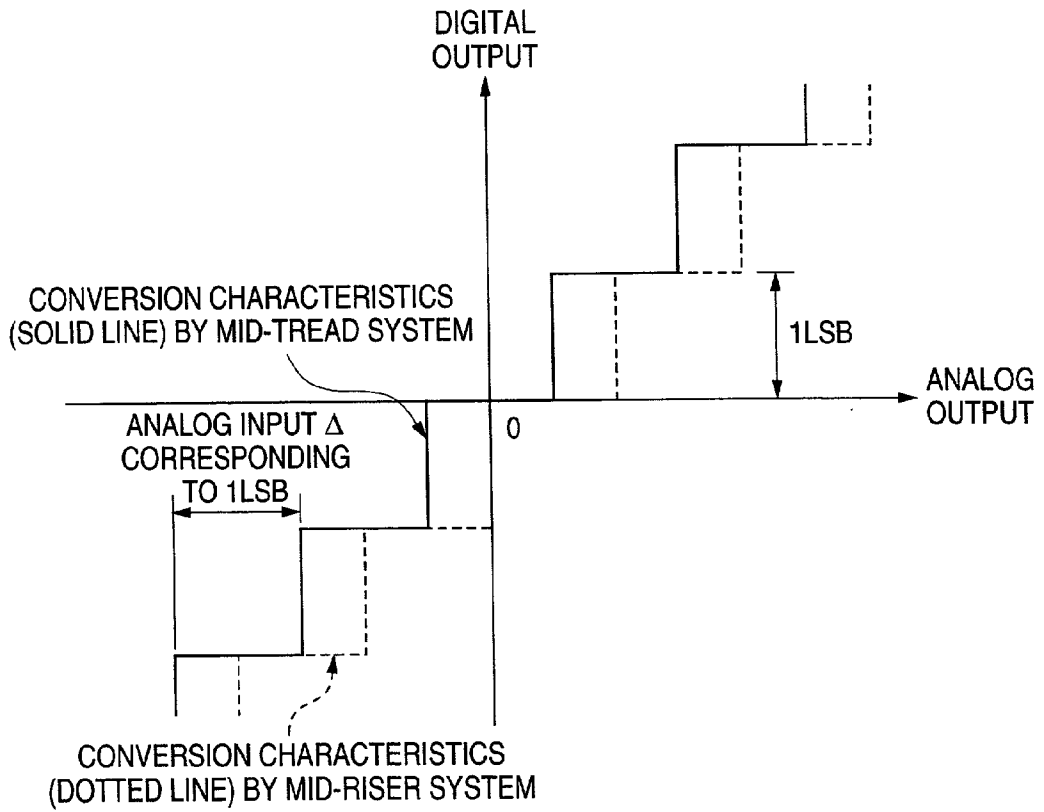 DIGITAL
OUTPUT
CONVERSION CHARACTERISTICS
(SOLID LINE) BY MID-TREAD SYSTEM
1LSB
ANALOG
OUTPUT
0
ANALOG INPUT Δ
CORRESPONDING
TO 1LSB
CONVERSION CHARACTERISTICS
(DOTTED LINE) BY MID-RISER SYSTEM